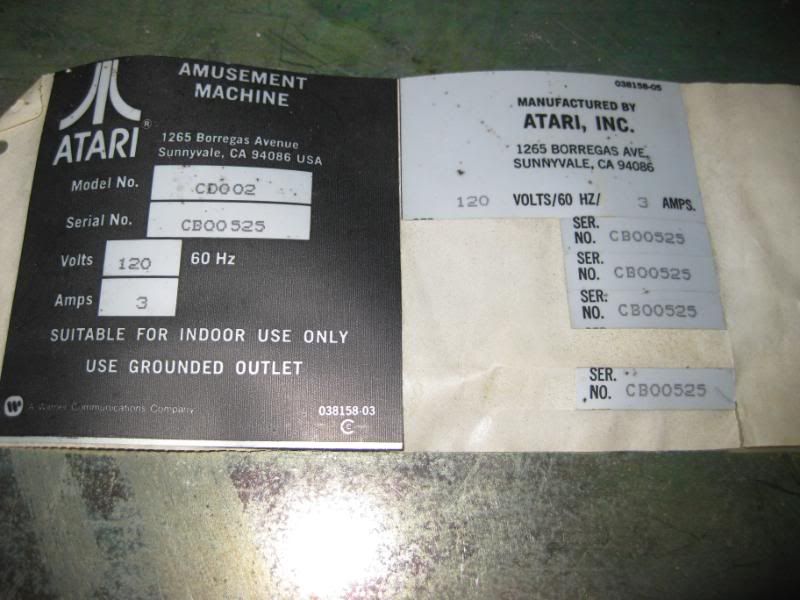 AMUSEMENT
MACHINE
ATARI®
1265 Borregas Avenue
Sunnyvale, CA 94086 USA
Model No. CD002
Serial No. CB00525
Volts 120 60 Hz
Amps 3
SUITABLE FOR INDOOR USE ONLY
USE GROUNDED OUTLET
A Warner Communications Company
038158-03
C
038158-05
MANUFACTURED BY
ATARI, INC.
1265 BORREGAS AVE,
SUNNYVALE, CA 94086
120 VOLTS/60 HZ/ 3 AMPS.
SER.
NO. CB00525
SER.
NO. CB00525
SER.
NO. CB00525
SER.
NO. CB00525